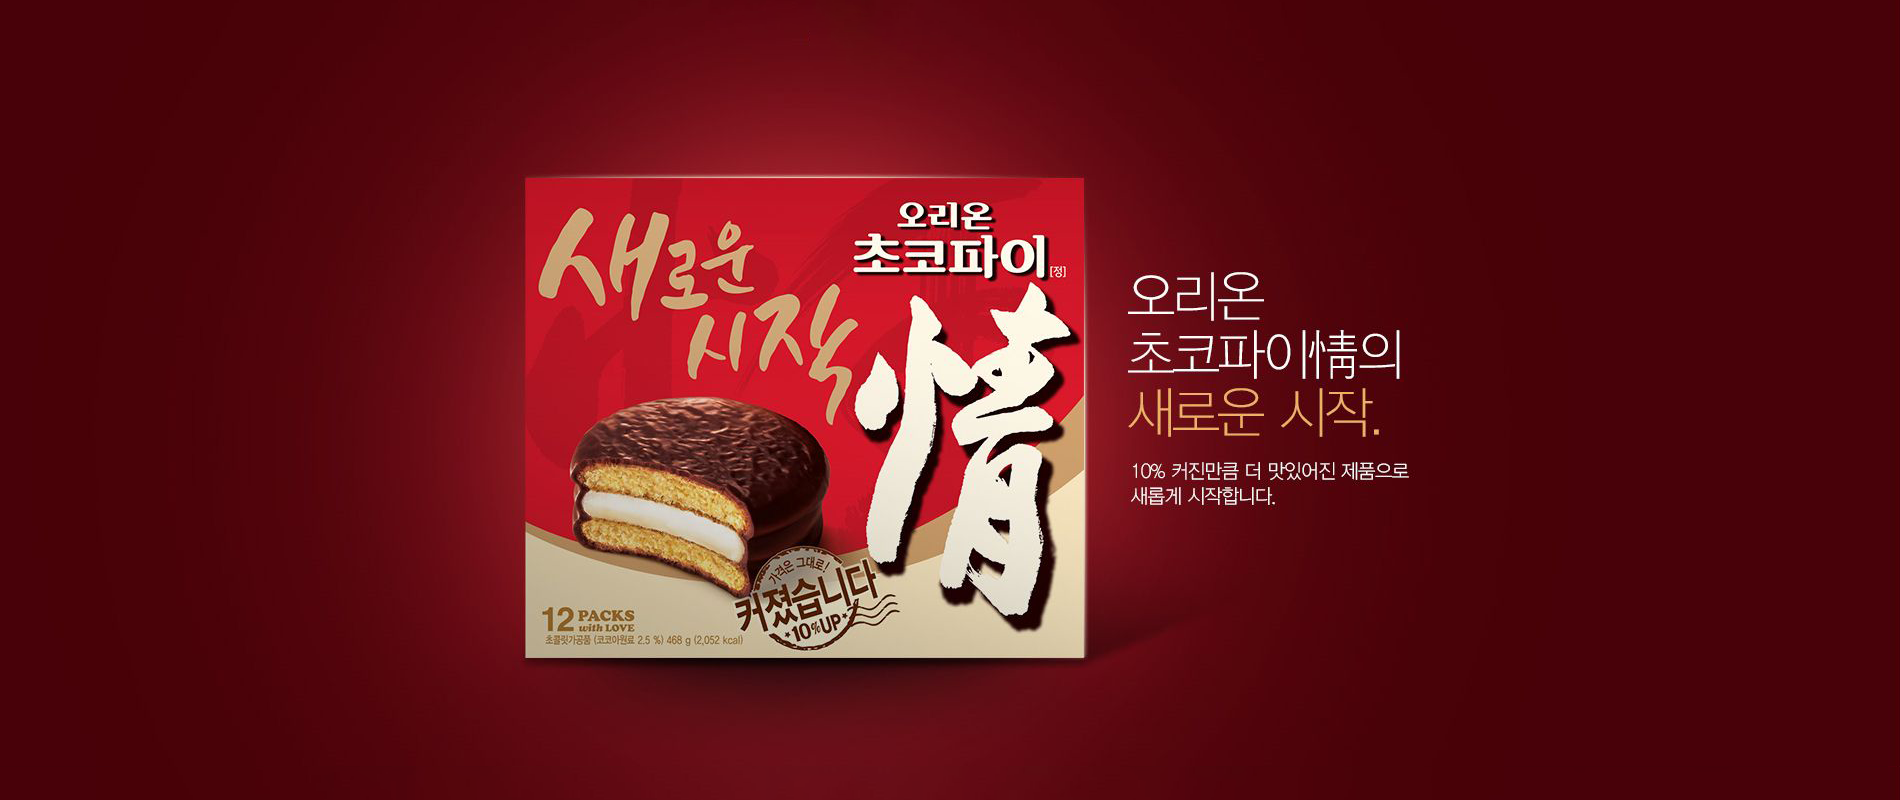 새로운
시작
오리온
초코파이[정]
情
12 PACKS
with LOVE
초콜릿가공품 (코코아원료 2.5 %) 468 g (2,052 kcal)
가격은 그대로!
커졌습니다
10%UP
오리온
초코파이情의
새로운 시작.
10% 커진만큼 더 맛있어진 제품으로
새롭게 시작합니다.